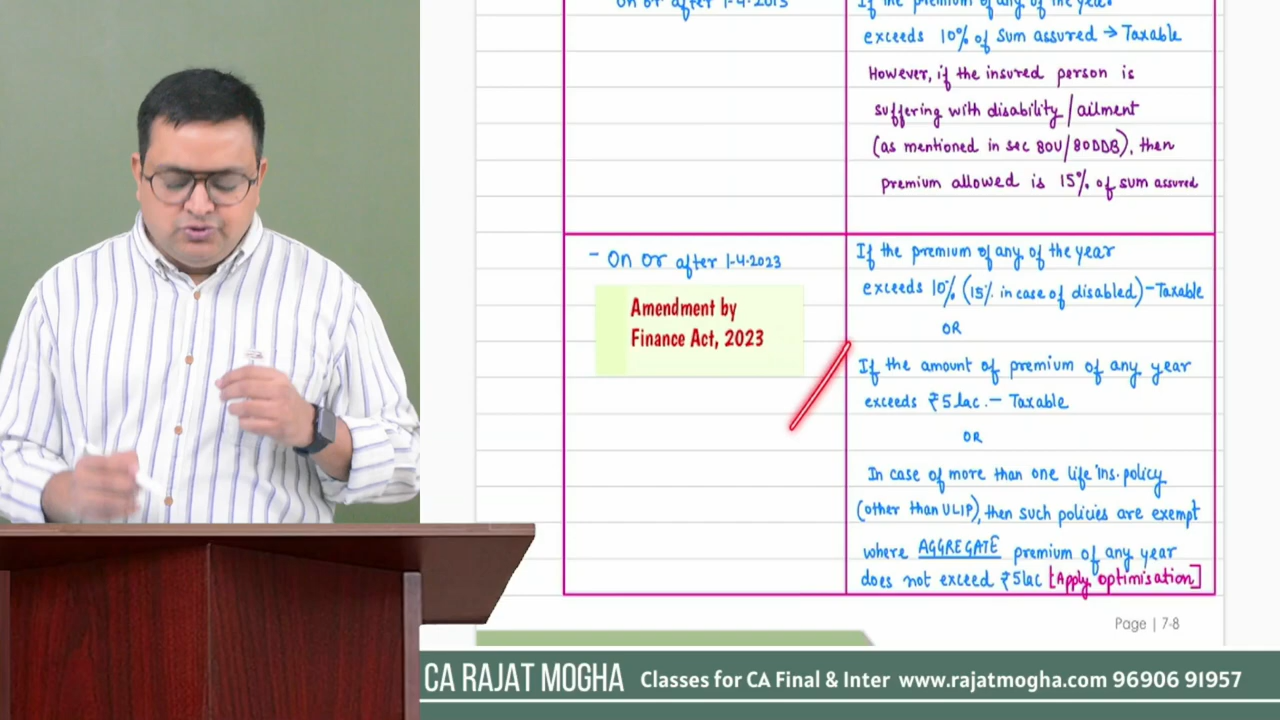 on or after 1-4-2013
If the premium of any of the year
exceeds 10% of Sum assured → Taxable
However, if the insured person is
suffering with disability / ailment
(as mentioned in sec 80U/80DDB), then
premium allowed is 15% of sum assured
- On or after 1-4-2023
Amendment by
Finance Act, 2023
If the premium of any of the year
exceeds 10% (15% in case of disabled) - Taxable
OR
If the amount of premium of any year
exceeds ₹5 lac. - Taxable
OR
In case of more than one life ins. policy
(other than ULIP), then such policies are exempt
where AGGREGATE premium of any year
does not exceed ₹5 lac [Apply optimisation]
Page | 7-8
CA RAJAT MOGHA Classes for CA Final & Inter www.rajatmogha.com 96906 91957